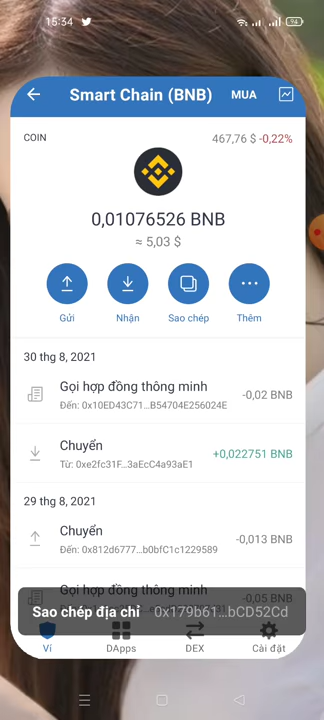 15:34
94
Smart Chain (BNB) MUA
COIN 467,76 $ -0,22%
0,01076526 BNB
≈ 5,03 $
Gửi Nhận Sao chép Thêm
30 thg 8, 2021
Gọi hợp đồng thông minh -0,02 BNB
Đến: 0x10ED43C71...B54704E256024E
Chuyển +0,022751 BNB
Từ: 0xe2fc31F...3aEcC4a93aE1
29 thg 8, 2021
Chuyển -0,013 BNB
Đến: 0x812d6777...b0bfC1c1229589
Gọi hợp đồng thông minh -0,05 BNB
Sao chép địa chỉ 0x179b61...bCD52Cd
Ví DApps DEX Cài đặt